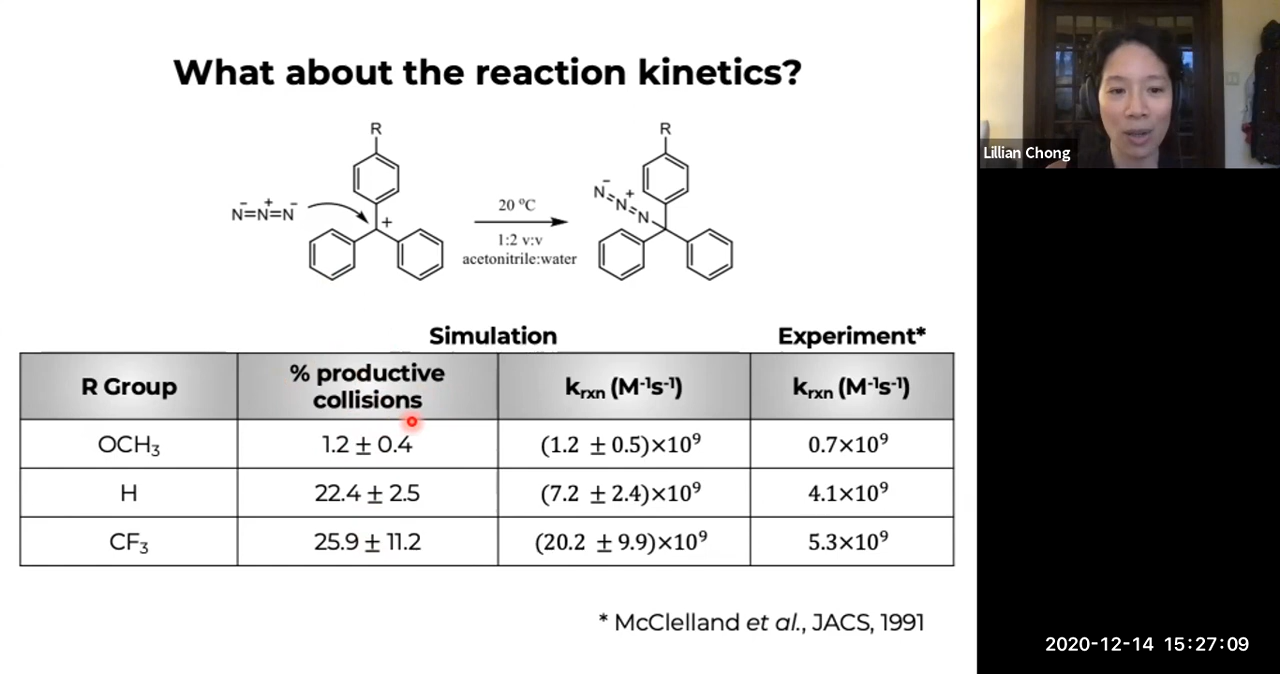 What about the reaction kinetics?
R
R
N=N=N
- + -
+
20 °C
1:2 v:v
acetonitrile:water
N=N=N
- +
Lillian Chong
Simulation
Experiment*
R Group
% productive collisions
k_rxn (M⁻¹s⁻¹)
k_rxn (M⁻¹s⁻¹)
OCH₃
1.2 ± 0.4
(1.2 ± 0.5)×10⁹
0.7×10⁹
H
22.4 ± 2.5
(7.2 ± 2.4)×10⁹
4.1×10⁹
CF₃
25.9 ± 11.2
(20.2 ± 9.9)×10⁹
5.3×10⁹
* McClelland et al., JACS, 1991
2020-12-14 15:27:09